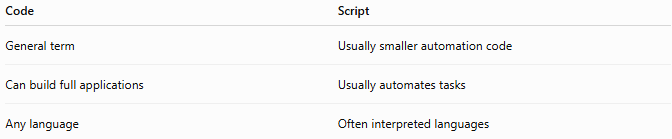 Code Script
General term Usually smaller automation code
Can build full applications Usually automates tasks
Any language Often interpreted languages